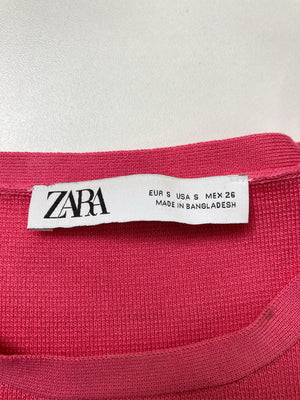 ZARA
EUR S USA S MEX 26
MADE IN BANGLADESH